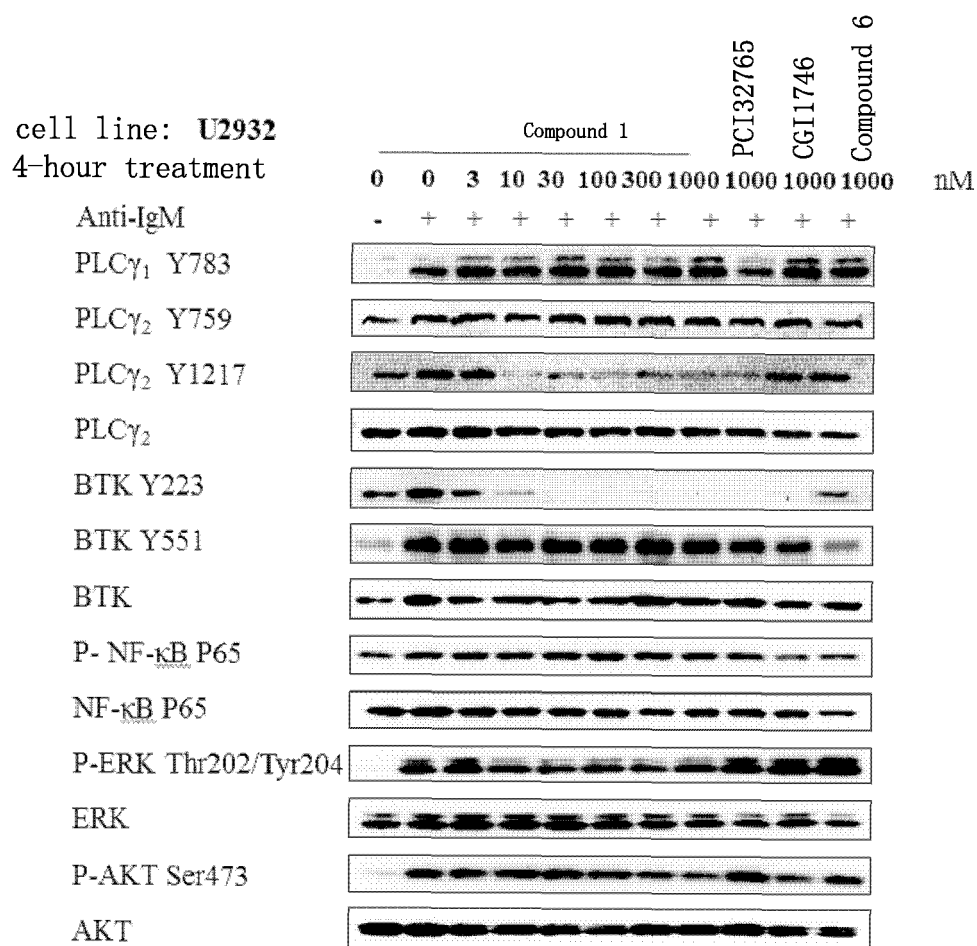 PCI32765
CGI1746
Compound 6
cell line: U2932
Compound 1
4-hour treatment
0 0 3 10 30 100 300 1000 1000 1000 1000 nM
Anti-IgM - + + + + + + + + + +
PLCγ₁ Y783
PLCγ₂ Y759
PLCγ₂ Y1217
PLCγ₂
BTK Y223
BTK Y551
BTK
P- NF-κB P65
NF-κB P65
P-ERK Thr202/Tyr204
ERK
P-AKT Ser473
AKT